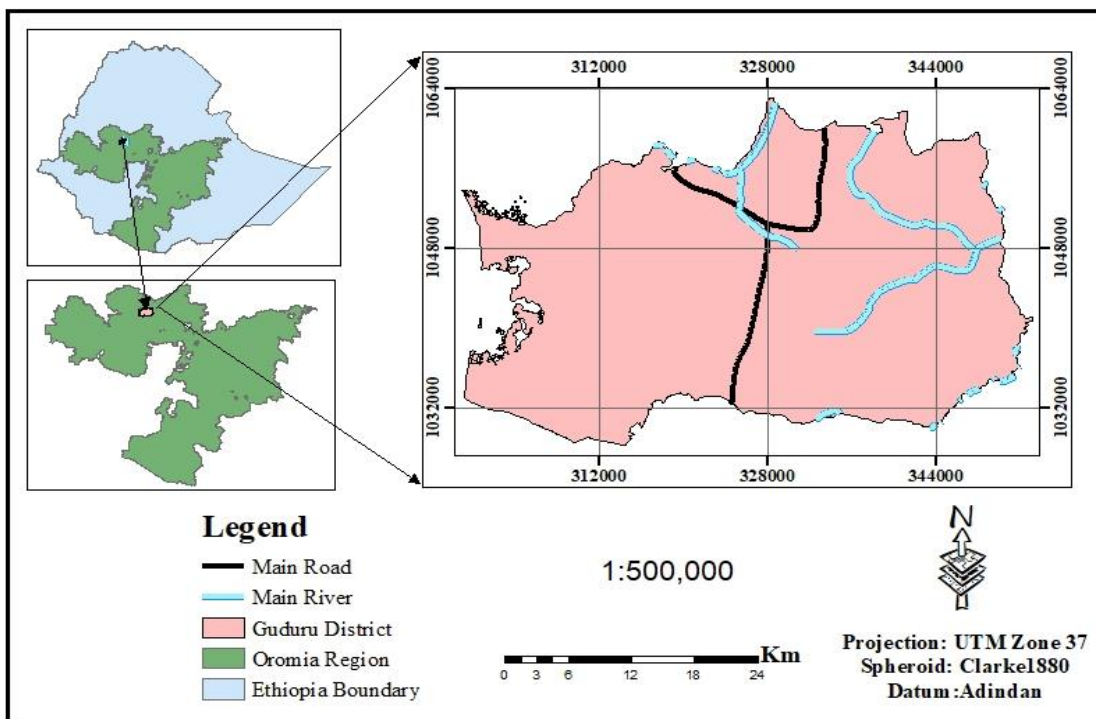 312000 328000 344000
1064000 1064000
1048000 1048000
1032000 1032000
312000 328000 344000
Legend
Main Road
Main River
Guduru District
Oromia Region
Ethiopia Boundary
1:500,000
Km
0 3 6 12 18 24
N
Projection: UTM Zone 37
Spheroid: Clarke1880
Datum :Adindan